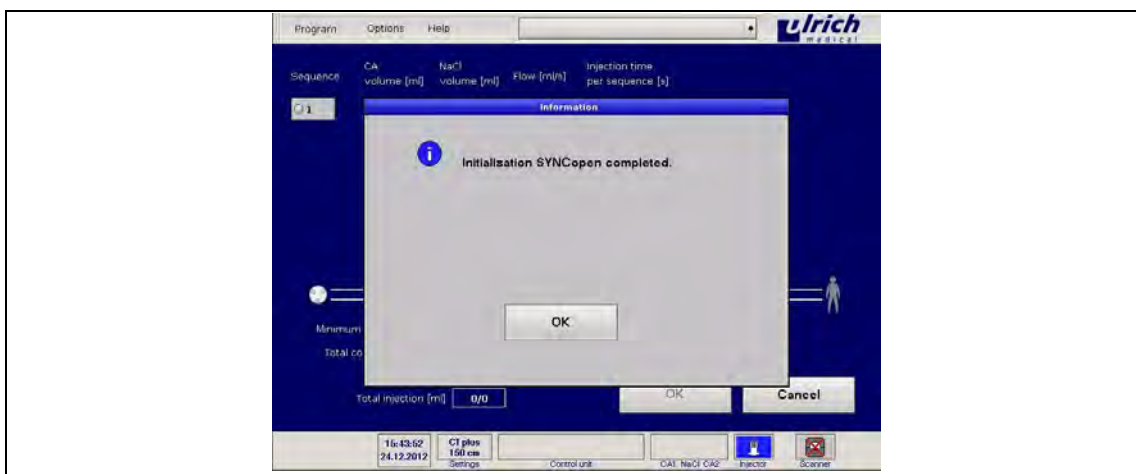 Program Options Help
ulrich
medical
CA NaCl Injection time
Sequence volume [ml] volume [ml] Flow [ml/s] per sequence [s]
1
Information
i
Initialisation SYNCopen completed.
OK
Minimum
Total co
OK Cancel
Total injection [ml] 0/0
15:43:52 CT plus
24.12.2012 150 cm
Settings Control unit CA1 NaCl CA2 Injector Scanner